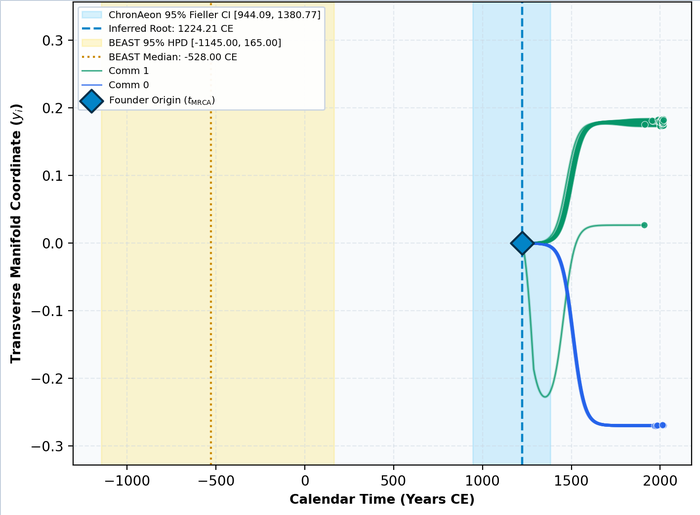 ChronAeon 95% Fieller CI [944.09, 1380.77]
Inferred Root: 1224.21 CE
BEAST 95% HPD [-1145.00, 165.00]
BEAST Median: -528.00 CE
Comm 1
Comm 0
Founder Origin (tMRCA)
Transverse Manifold Coordinate (yi)
0.3
0.2
0.1
0.0
−0.1
−0.2
−0.3
−1000 −500 0 500 1000 1500 2000
Calendar Time (Years CE)